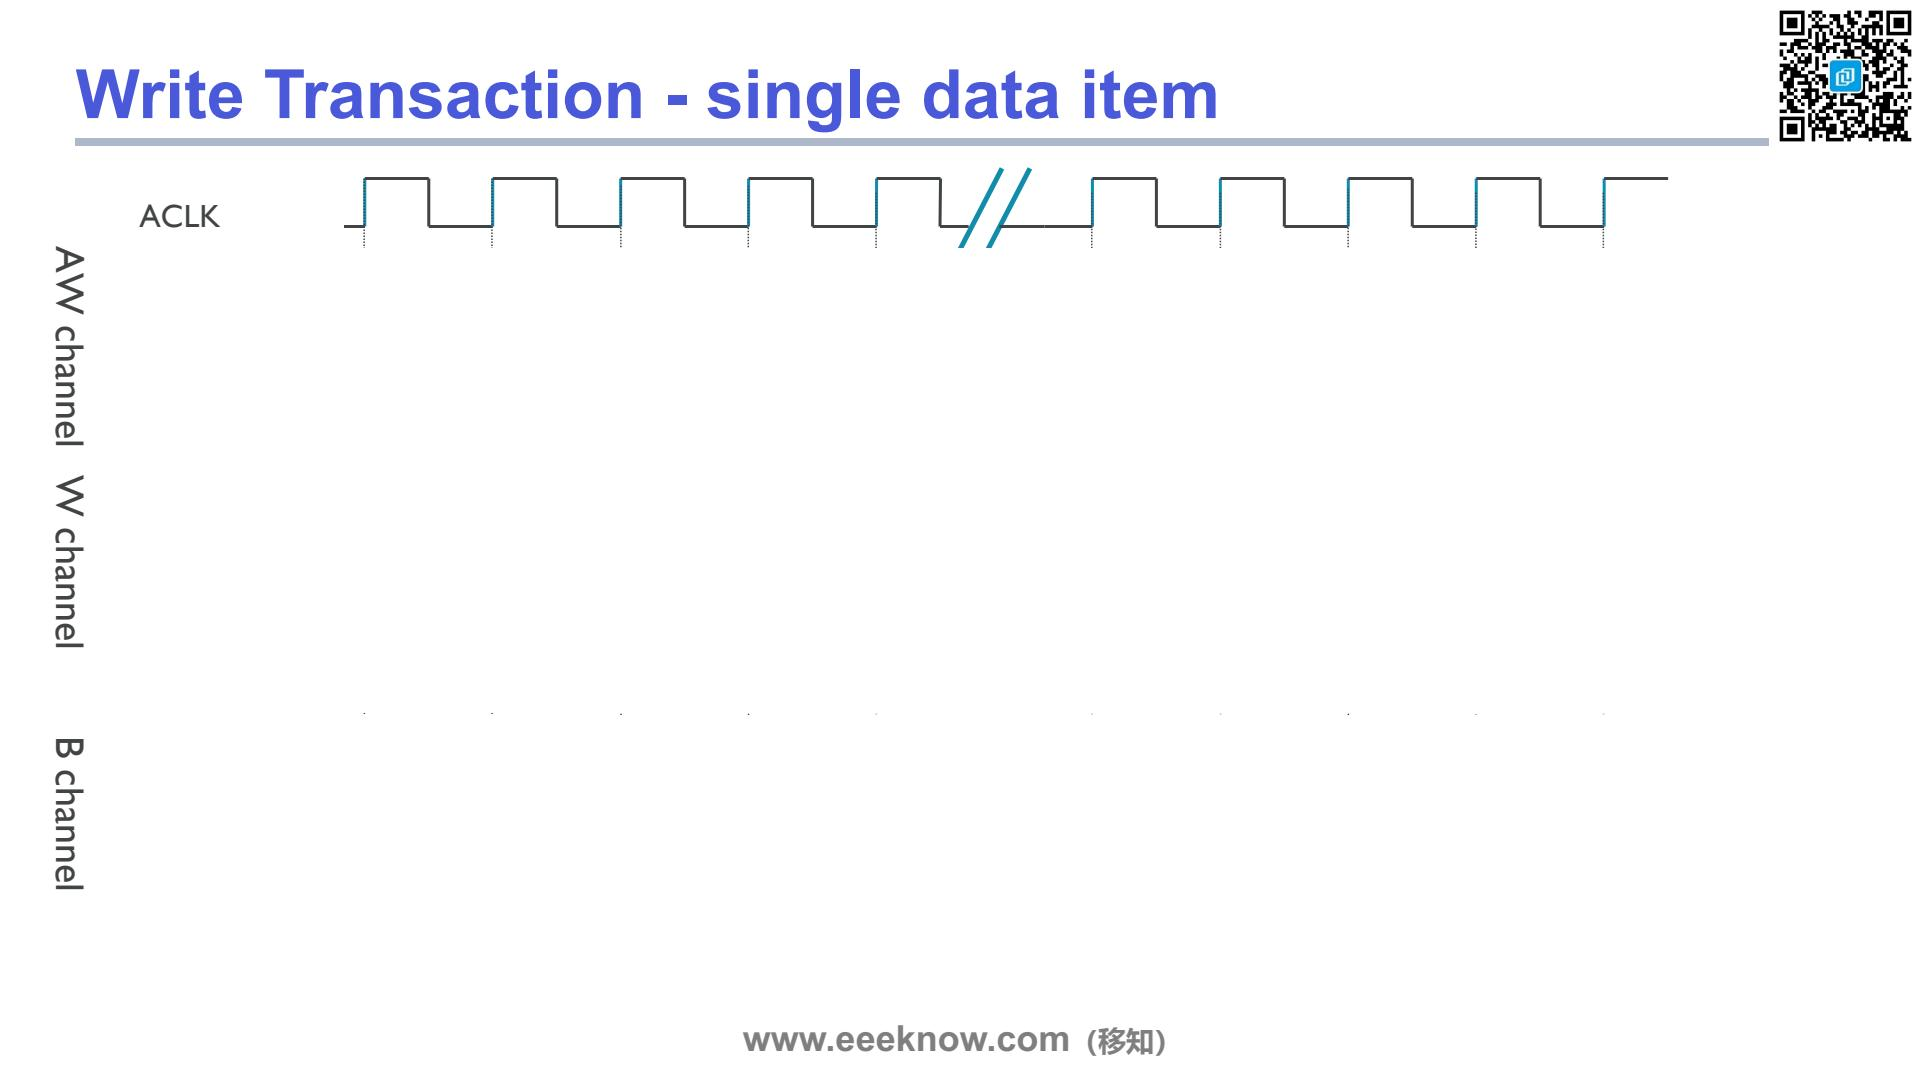 Write Transaction - single data item
ACLK
AW channel
W channel
B channel
www.eeeknow.com (移知)